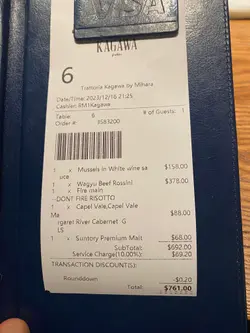 VISA
KAGAWA
6
Trattoria Kagawa by Mihara
Date/Time: 2023/12/16 21:25
Cashier: BM1Kagawa
Table: 6 # of Guests: 1
Order # 8583200
1 x Mussels in White wine sa $158.00
uce
1 x Wagyu Beef Rossini $378.00
1 x Fire main
--DONT FIRE RISOTTO
1 x Capel Vale,Capel Vale $88.00
Ma
rgaret River Cabernet -G
LS
1 x Suntory Premium Malt $68.00
SubTotal: $692.00
Service Charge(10.00%): $69.20
TRANSACTION DISCOUNT(S):
Rounddown -$0.20
Total: $761.00